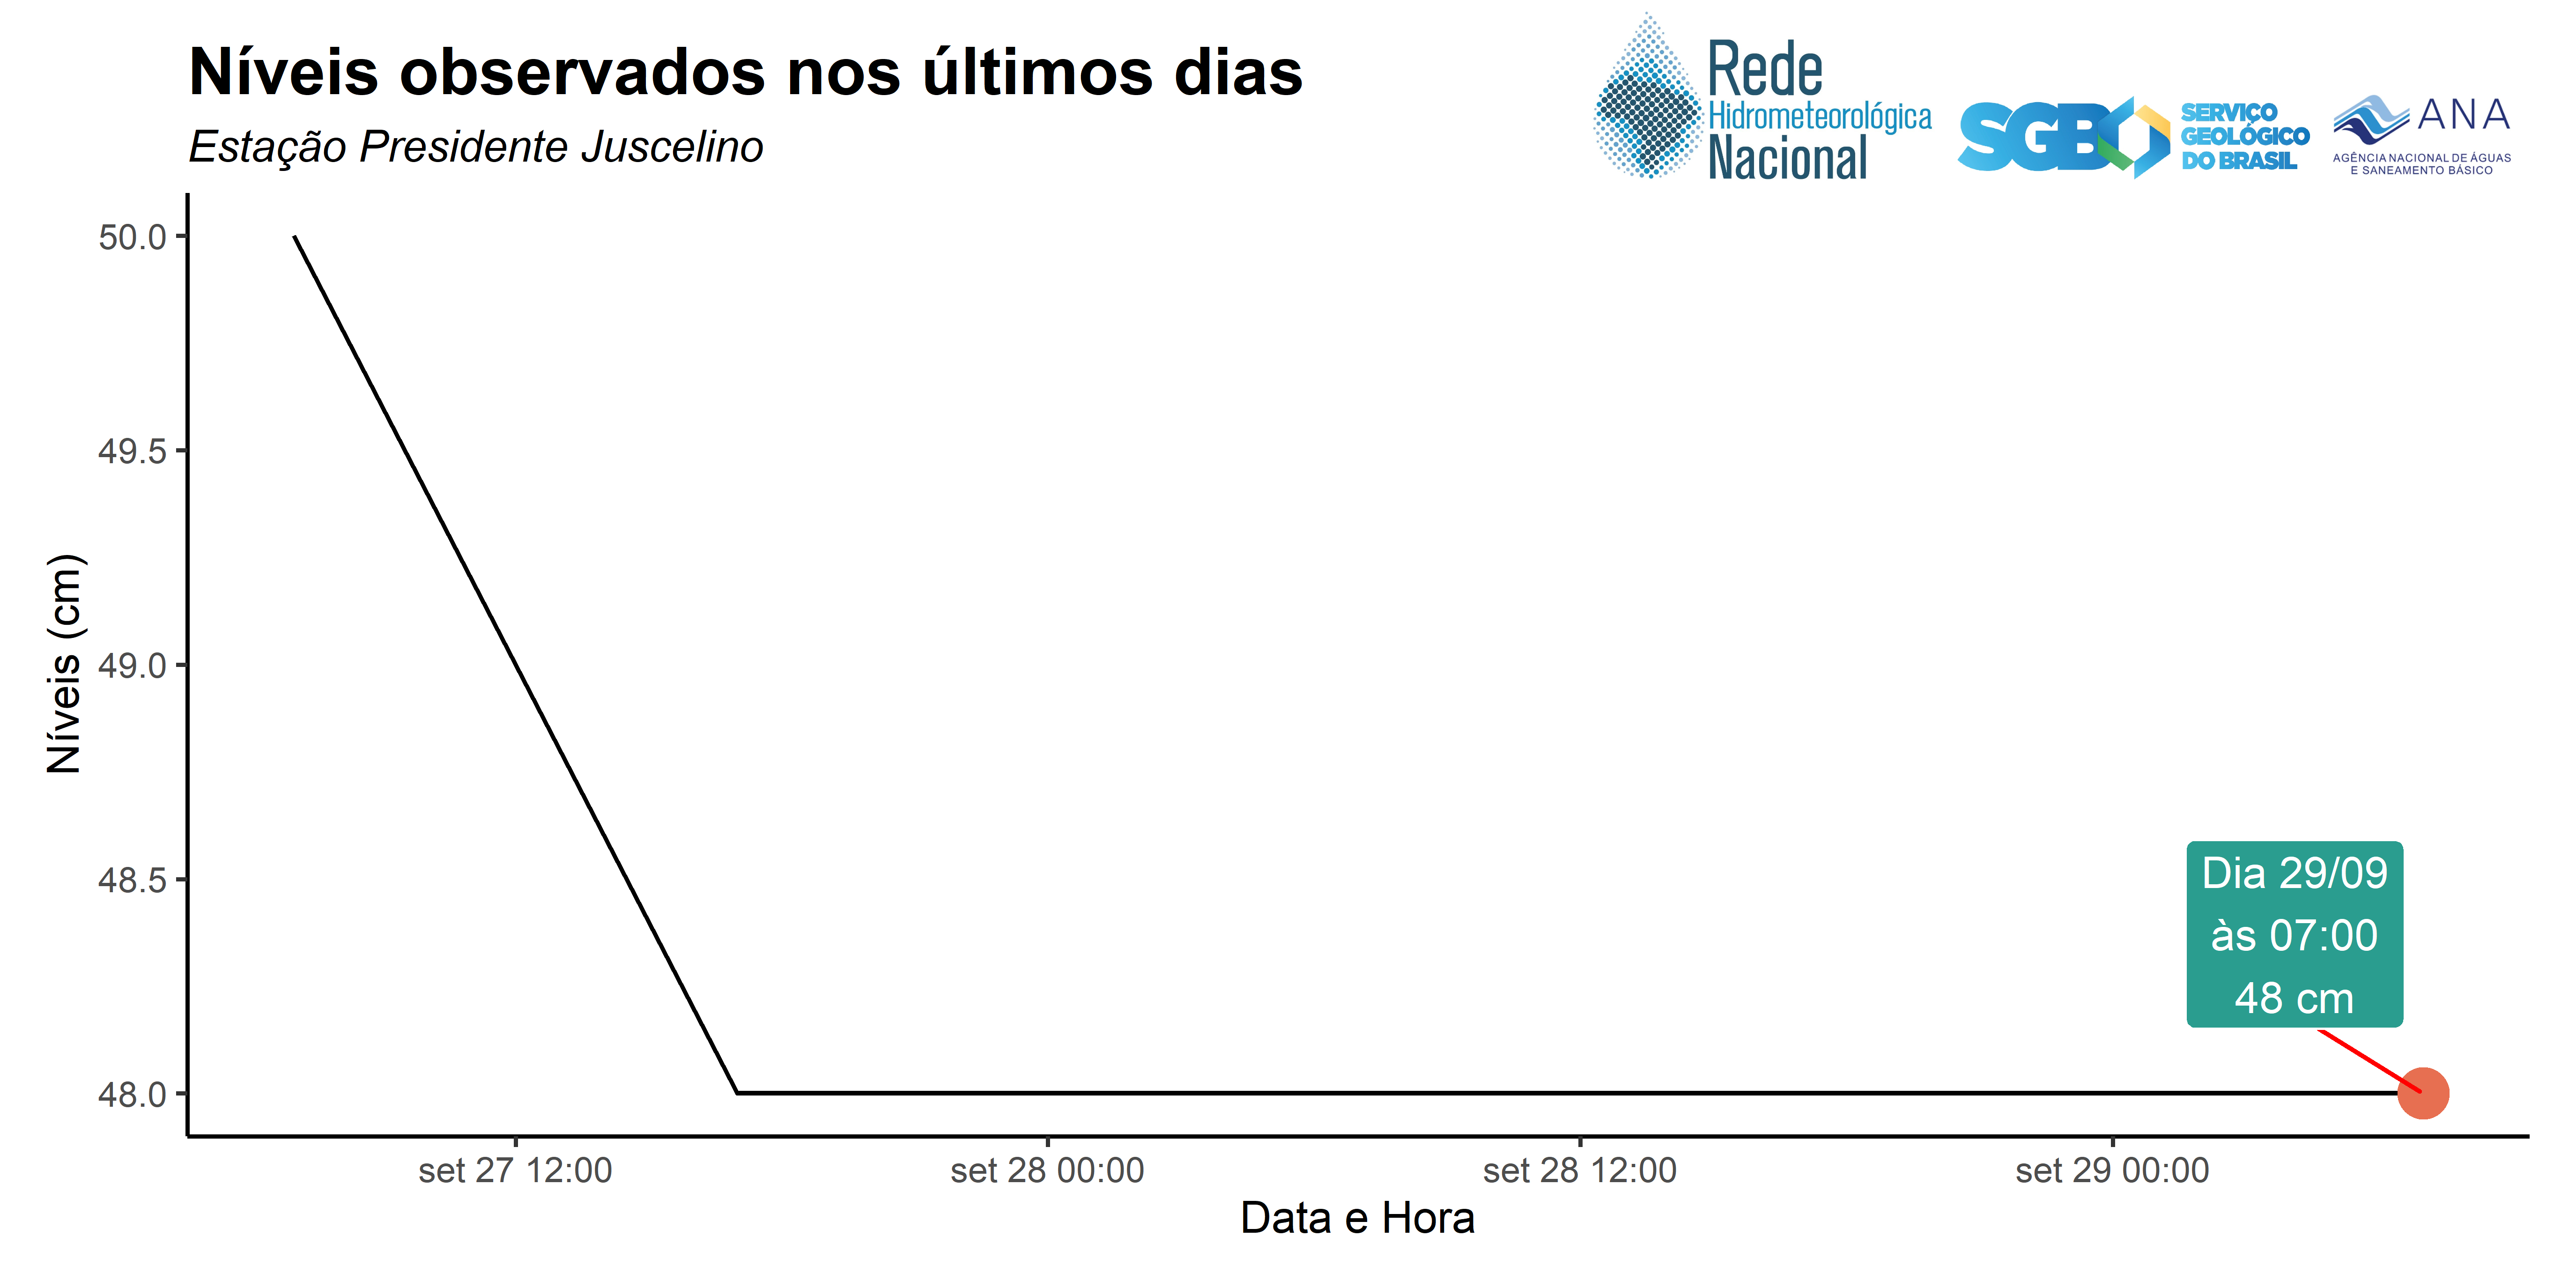 Níveis observados nos últimos dias
Estação Presidente Juscelino
Rede
Hidrometeorológica
Nacional
SGB
SERVIÇO
GEOLÓGICO
DO BRASIL
ANA
AGÊNCIA NACIONAL DE ÁGUAS
E SANEAMENTO BÁSICO
Níveis (cm)
50.0
49.5
49.0
48.5
48.0
Dia 29/09
às 07:00
48 cm
set 27 12:00
set 28 00:00
set 28 12:00
set 29 00:00
Data e Hora